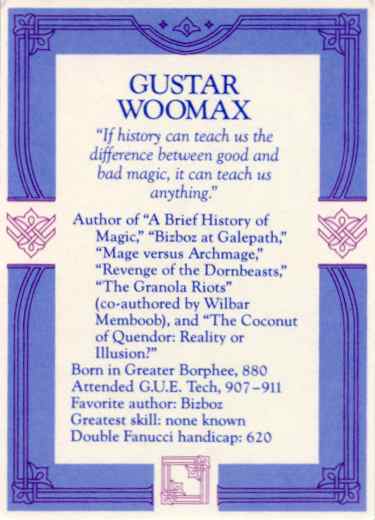 GUSTAR
WOOMAX
“If history can teach us the
difference between good and
bad magic, it can teach us
anything.”
Author of “A Brief History of
Magic,” “Bizboz at Galepath,”
“Mage versus Archmage,”
“Revenge of the Dornbeasts,”
“The Granola Riots”
(co-authored by Wilbar
Memboob), and “The Coconut
of Quendor: Reality or
Illusion?”
Born in Greater Borphee, 880
Attended G.U.E. Tech, 907–911
Favorite author: Bizboz
Greatest skill: none known
Double Fanucci handicap: 620